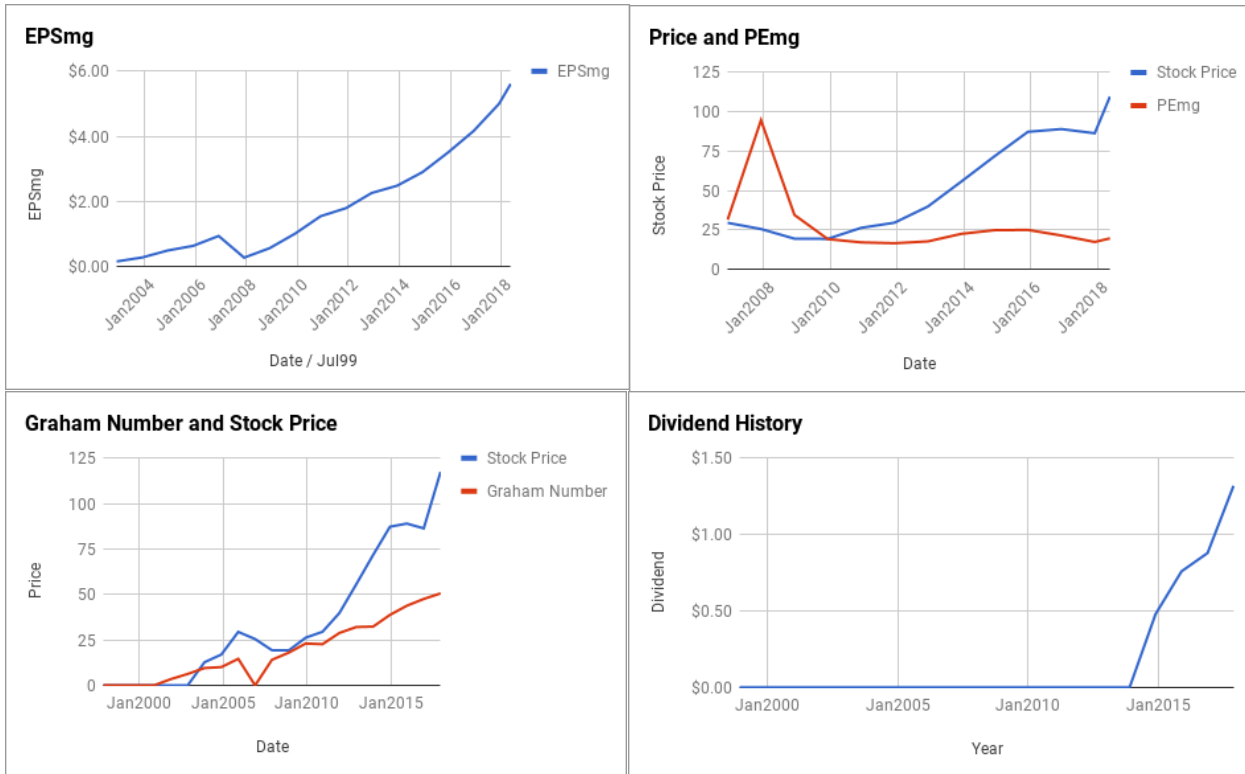 EPSmg
EPSmg
$6.00
$4.00
$2.00
$0.00
EPSmg
Jan2004
Jan2006
Jan2008
Jan2010
Jan2012
Jan2014
Jan2016
Jan2018
Date / Jul99
Price and PEmg
Stock Price
PEmg
125
100
75
50
25
0
Stock Price
Jan2008
Jan2010
Jan2012
Jan2014
Jan2016
Jan2018
Date
Graham Number and Stock Price
Stock Price
Graham Number
125
100
75
50
25
0
Price
Jan2000
Jan2005
Jan2010
Jan2015
Date
Dividend History
$1.50
$1.00
$0.50
$0.00
Dividend
Jan2000
Jan2005
Jan2010
Jan2015
Year